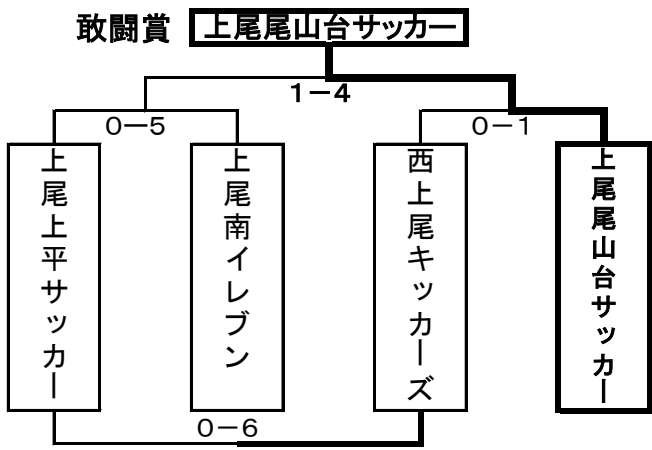 敢闘賞 上尾尾山台サッカー
1－4
0－5
0－1
上尾上平サッカー
上尾南イレブン
西上尾キッカーズ
上尾尾山台サッカー
0－6